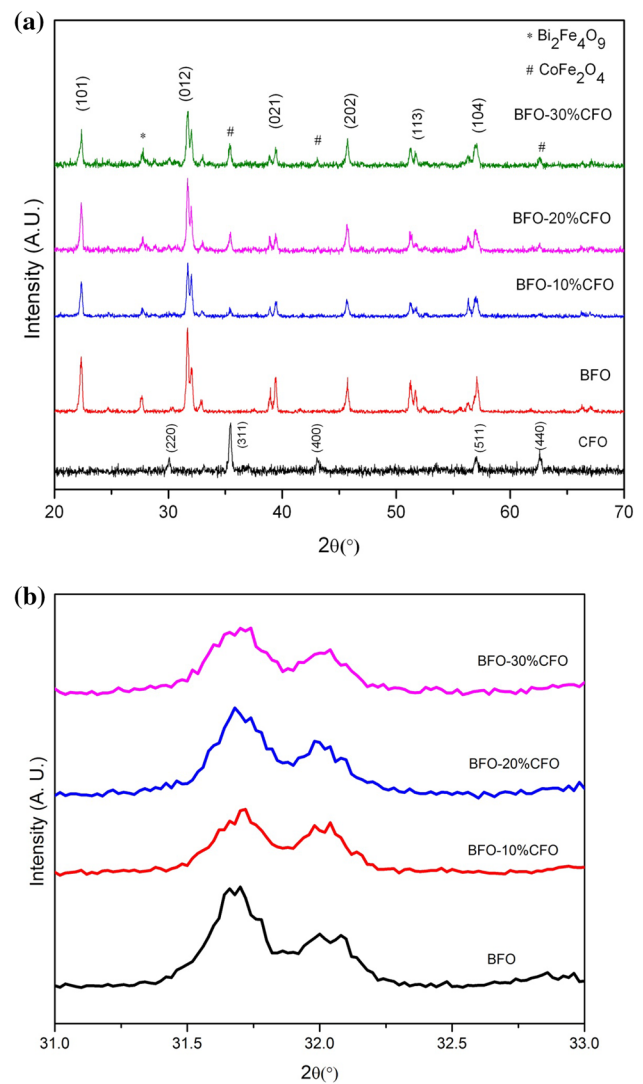 (a)
* Bi2Fe4O9
# CoFe2O4
(101)
*
(012)
#
(021)
#
(202)
(113)
(104)
#
BFO-30%CFO
BFO-20%CFO
BFO-10%CFO
BFO
CFO
(220)
(311)
(400)
(511)
(440)
Intensity (A.U.)
20 30 40 50 60 70
2θ(°)
(b)
BFO-30%CFO
BFO-20%CFO
BFO-10%CFO
BFO
Intensity (A. U.)
31.0 31.5 32.0 32.5 33.0
2θ(°)